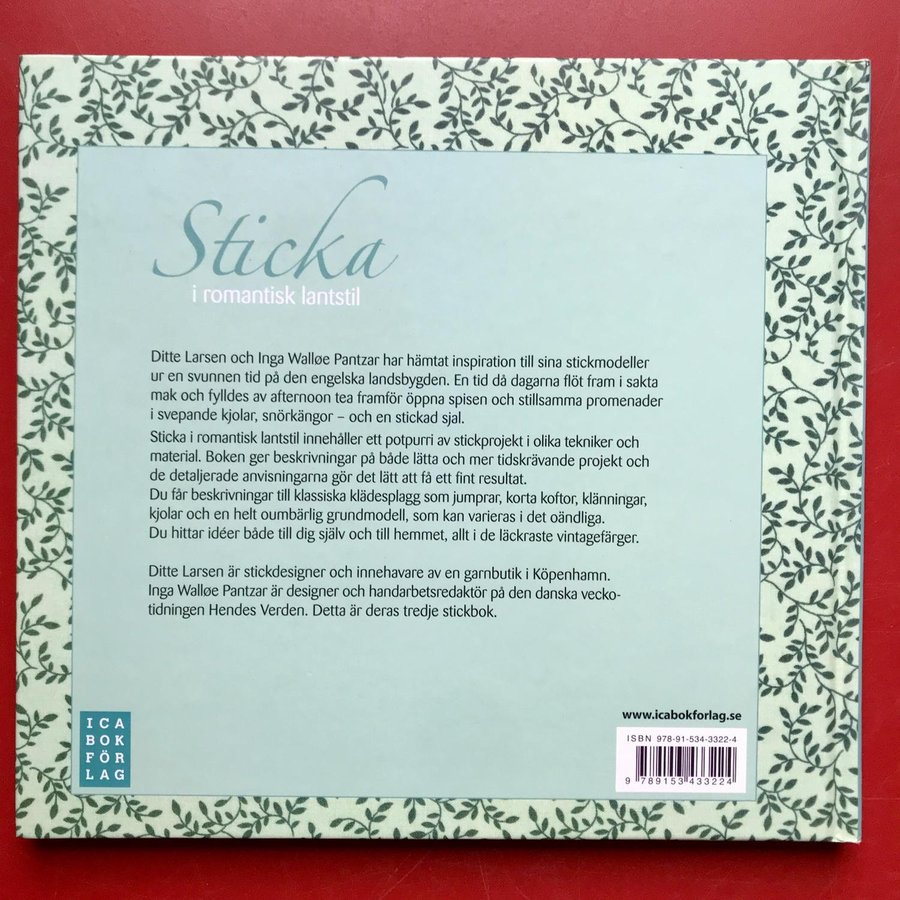 Sticka
i romantisk lantstil
Ditte Larsen och Inga Walløe Pantzar har hämtat inspiration till sina stickmodeller
ur en svunnen tid på den engelska landsbygden. En tid då dagarna flöt fram i sakta
mak och fylldes av afternoon tea framför öppna spisen och stillsamma promenader
i svepande kjolar, snörkängor – och en stickad sjal.
Sticka i romantisk lantstil innehåller ett potpurri av stickprojekt i olika tekniker och
material. Boken ger beskrivningar på både lätta och mer tidskrävande projekt och
de detaljerade anvisningarna gör det lätt att få ett fint resultat.
Du får beskrivningar till klassiska klädesplagg som jumprar, korta koftor, klänningar,
kjolar och en helt oumbärlig grundmodell, som kan varieras i det oändliga.
Du hittar idéer både till dig själv och till hemmet, allt i de läckraste vintagefärger.
Ditte Larsen är stickdesigner och innehavare av en garnbutik i Köpenhamn.
Inga Walløe Pantzar är designer och handarbetsredaktör på den danska vecko-
tidningen Hendes Verden. Detta är deras tredje stickbok.
ICA
BOK
FÖR
LAG
www.icabokforlag.se
ISBN 978-91-534-3322-4
9 789153 433224